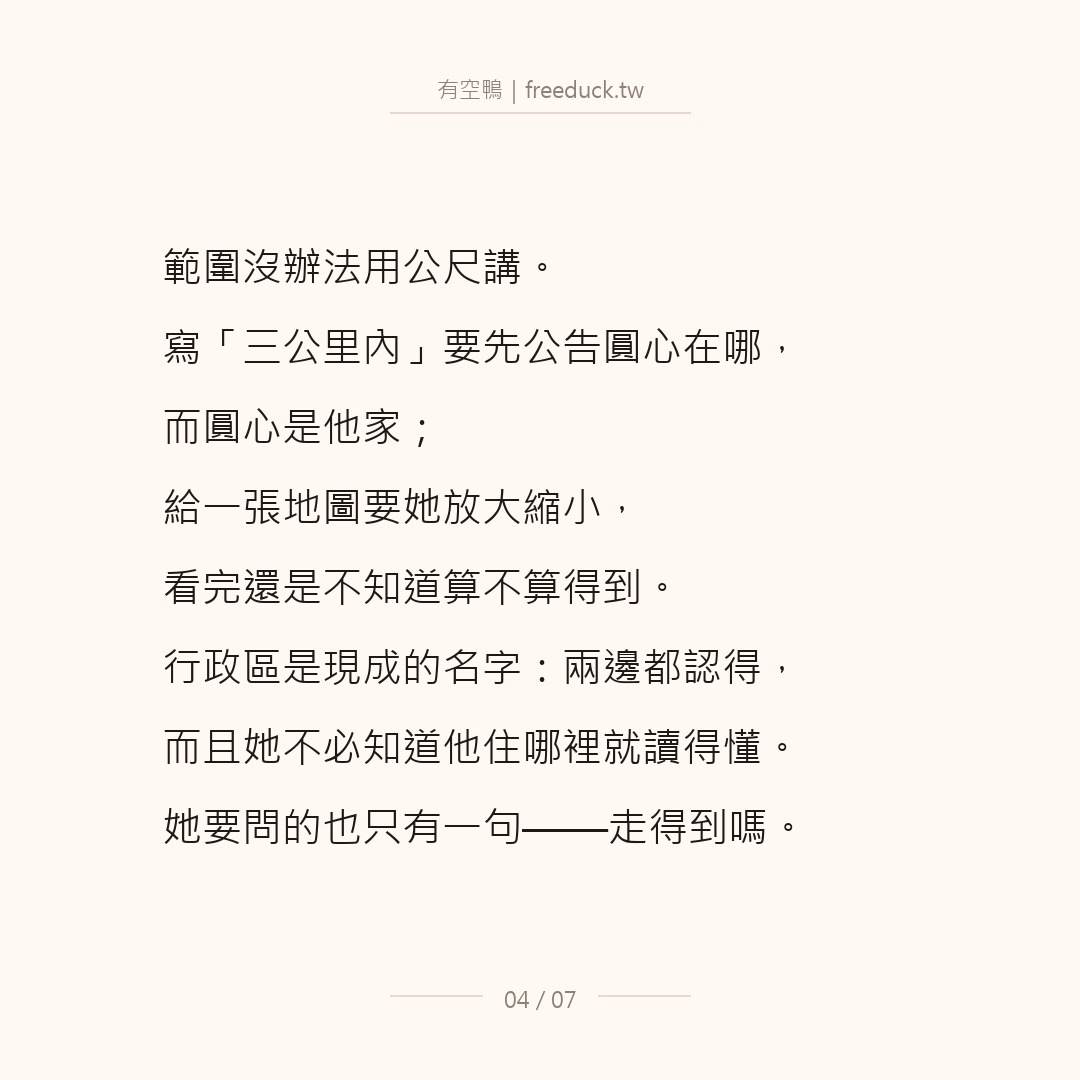 有空鴨｜freeduck.tw
範圍沒辦法用公尺講。
寫「三公里內」要先公告圓心在哪，
而圓心是他家；
給一張地圖要她放大縮小，
看完還是不知道算不算得到。
行政區是現成的名字：兩邊都認得，
而且她不必知道他住哪裡就讀得懂。
她要問的也只有一句——走得到嗎。
04 / 07